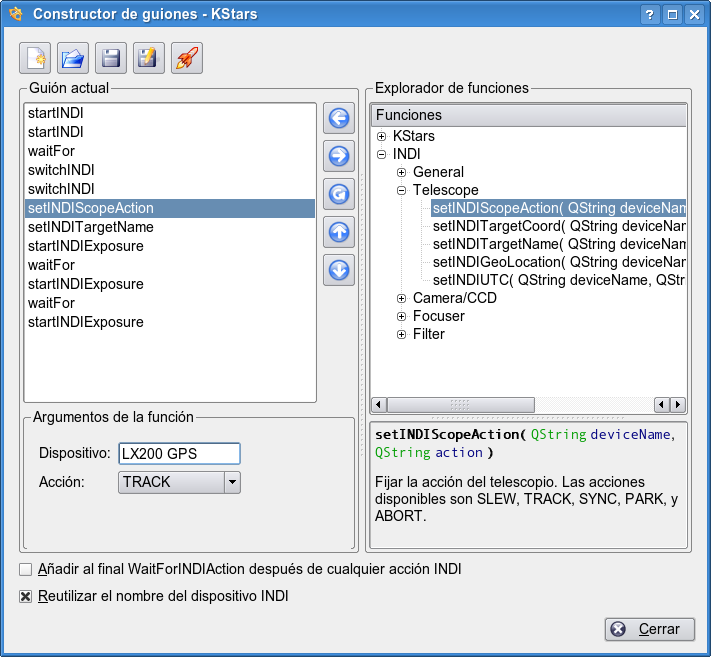 Constructor de guiones - KStars
Guión actual
startINDI
startINDI
waitFor
switchINDI
switchINDI
setINDIScopeAction
setINDITargetName
startINDIExposure
waitFor
startINDIExposure
waitFor
startINDIExposure
Argumentos de la función
Dispositivo: LX200 GPS
Acción: TRACK
Explorador de funciones
Funciones
KStars
INDI
General
Telescope
setINDIScopeAction( QString deviceNam
setINDITargetCoord( QString deviceNam
setINDITargetName( QString deviceNam
setINDIGeoLocation( QString deviceNam
setINDIUTC( QString deviceName, QStr
Camera/CCD
Focuser
Filter
setINDIScopeAction( QString deviceName,
QString action )
Fijar la acción del telescopio. Las acciones
disponibles son SLEW, TRACK, SYNC, PARK, y
ABORT.
Añadir al final WaitForINDIAction después de cualquier acción INDI
Reutilizar el nombre del dispositivo INDI
Cerrar